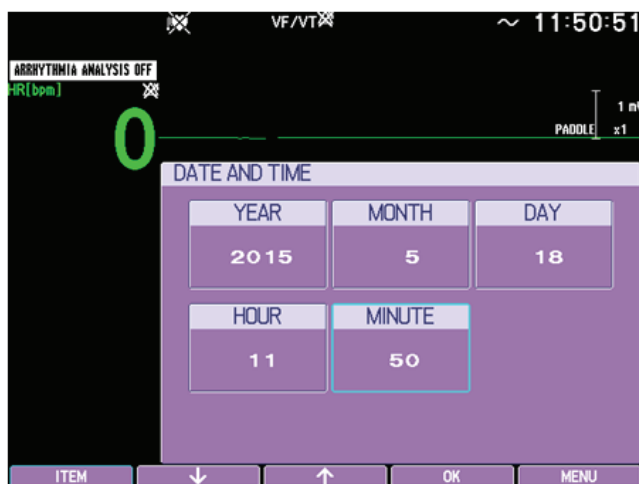 VF/VT ~ 11:50:51
ARRHYTHMIA ANALYSIS OFF
HR[bpm]
0
1 m
PADDLE x1
DATE AND TIME
YEAR MONTH DAY
2015 5 18
HOUR MINUTE
11 50
ITEM ↓ ↑ OK MENU